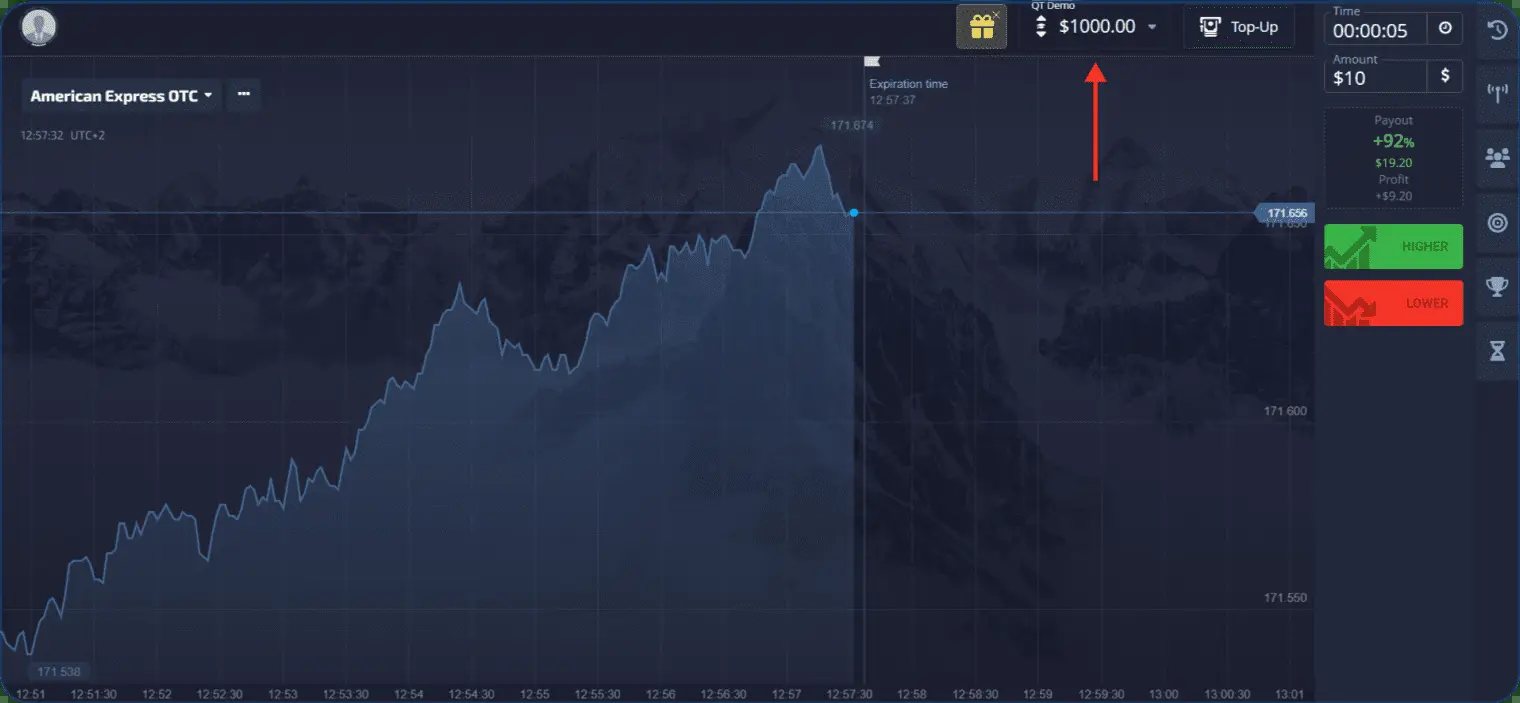 QT Demo
$1000.00
Top-Up
Time
00:00:05
Amount
$10
$
Expiration time
12:57:37
American Express OTC
12:57:32 UTC+2
171.674
Payout
+92%
$19.20
Profit
+$9.20
171.656
171.650
HIGHER
LOWER
171.600
171.550
171.538
12:51 12:51:30 12:52 12:52:30 12:53 12:53:30 12:54 12:54:30 12:55 12:55:30 12:56 12:56:30 12:57 12:57:30 12:58 12:58:30 12:59 12:59:30 13:00 13:00:30 13:01